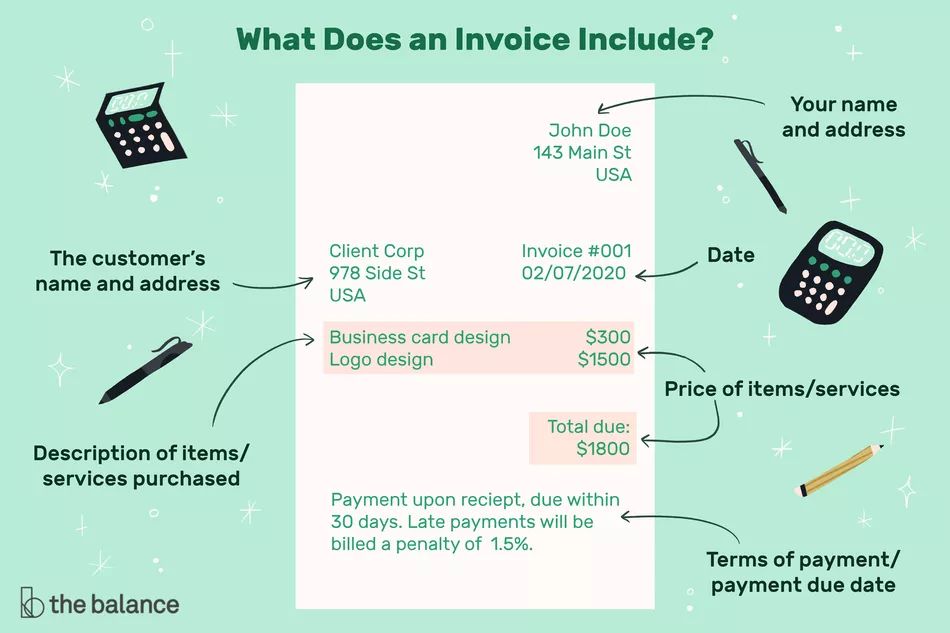 What Does an Invoice Include?
Your name
and address
John Doe
143 Main St
USA
The customer's
name and address
Client Corp
978 Side St
USA
Invoice #001
02/07/2020
Date
Business card design $300
Logo design $1500
Price of items/services
Description of items/
services purchased
Total due:
$1800
Payment upon reciept, due within
30 days. Late payments will be
billed a penalty of 1.5%.
Terms of payment/
payment due date
the balance